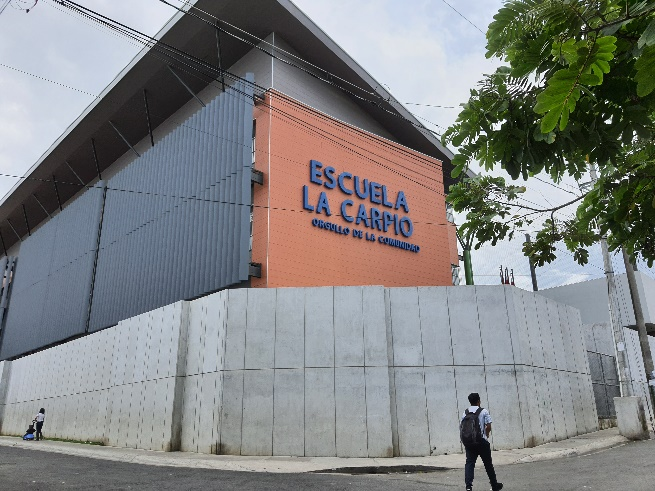 ESCUELA
LA CARPIO
ORGULLO DE LA COMUNIDAD